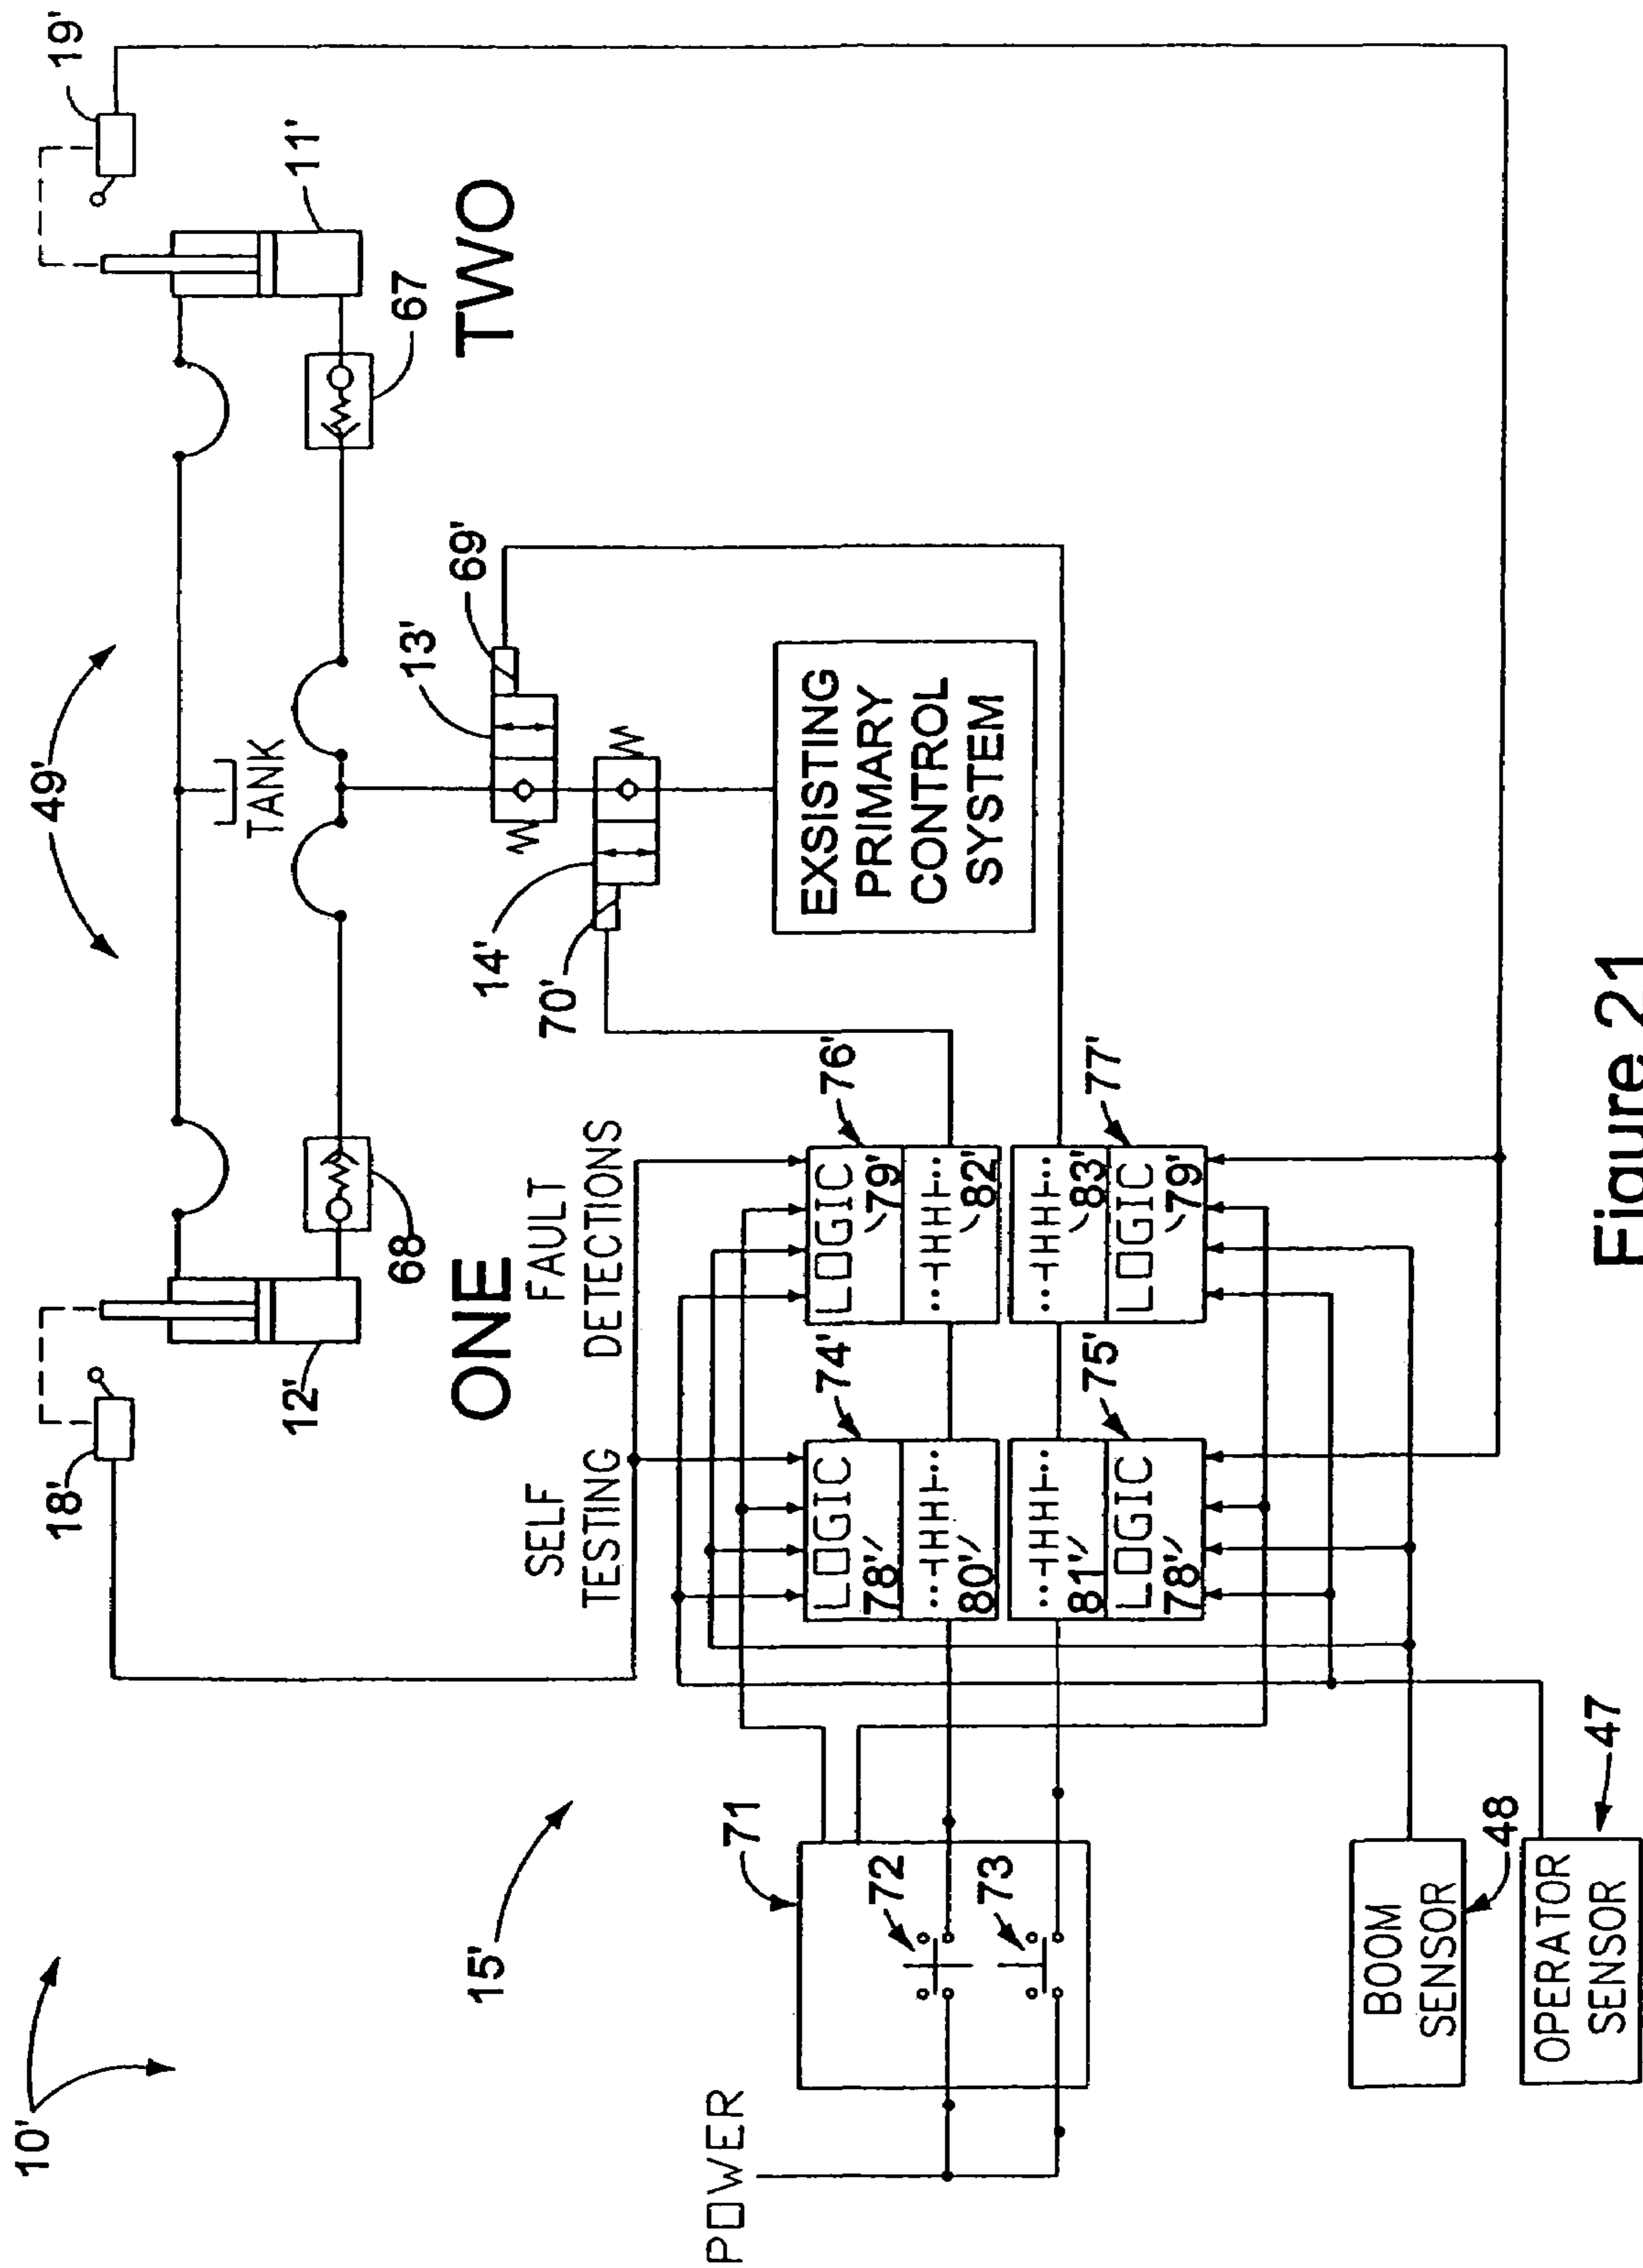 10'
49'
18'
19'
12'
11'
TANK
68
67
ONE
TWO
13'
69'
14'
70'
15'
SELF
TESTING
FAULT
DETECTIONS
EXSISTING
PRIMARY
CONTROL
SYSTEM
74'
76'
LOGIC
78'
LOGIC
79'
80'
82'
POWER
71
72
73
81'
83'
LOGIC
78'
LOGIC
79'
75'
77'
BOOM
SENSOR
48
OPERATOR
SENSOR
47
Figure 21